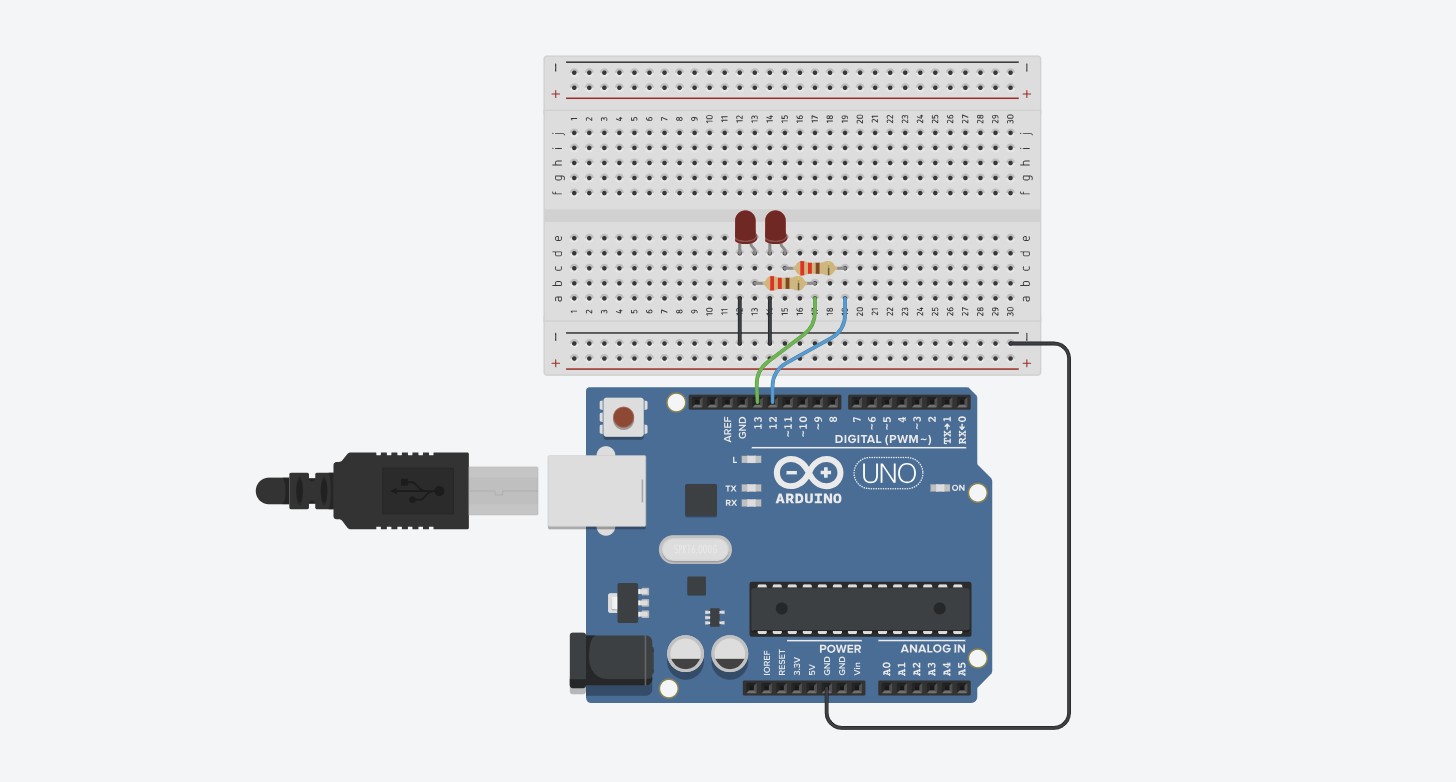 − −
+ +
1 2 3 4 5 6 7 8 9 10 11 12 13 14 15 16 17 18 19 20 21 22 23 24 25 26 27 28 29 30
j j
i i
h h
g g
f f
e e
d d
c c
b b
a a
1 2 3 4 5 6 7 8 9 10 11 15 16 18 20 21 22 23 24 25 26 27 28 29 30
− −
+ +
AREF GND 13 12 ~11 ~10 ~9 8 7 ~6 ~5 4 ~3 2 TX→1 RX←0
DIGITAL (PWM~)
L
UNO
TX
RX
ON
ARDUINO
POWER ANALOG IN
IOREF RESET 3.3V 5V GND GND Vin A0 A1 A2 A3 A4 A5